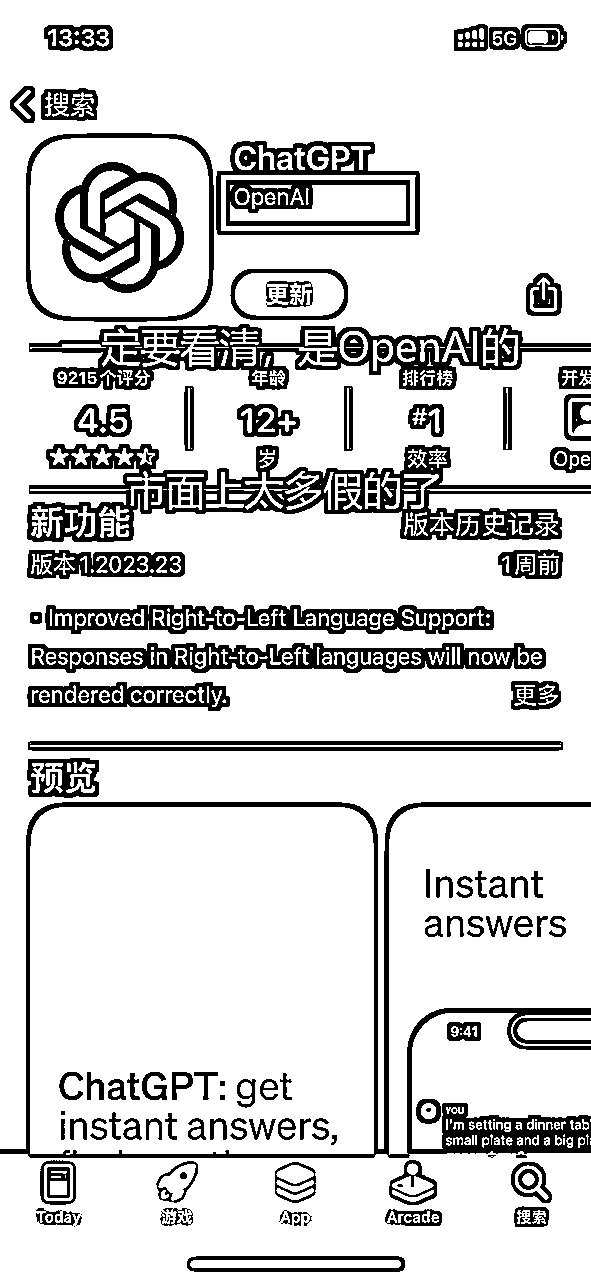 13:33 5G
搜索
ChatGPT
OpenAI
更新
一定要看清，是OpenAI的
9215个评分 年龄 排行榜 开发
4.5 12+ #1
★★★★☆ 岁 效率 Ope
市面上太多假的了
新功能 版本历史记录
版本1.2023.23 1周前
• Improved Right-to-Left Language Support:
Responses in Right-to-Left languages will now be
rendered correctly. 更多
预览
Instant
answers
9:41
you
I'm setting a dinner tab
small plate and a big pl
ChatGPT: get
instant answers,
Today 游戏 App Arcade 搜索